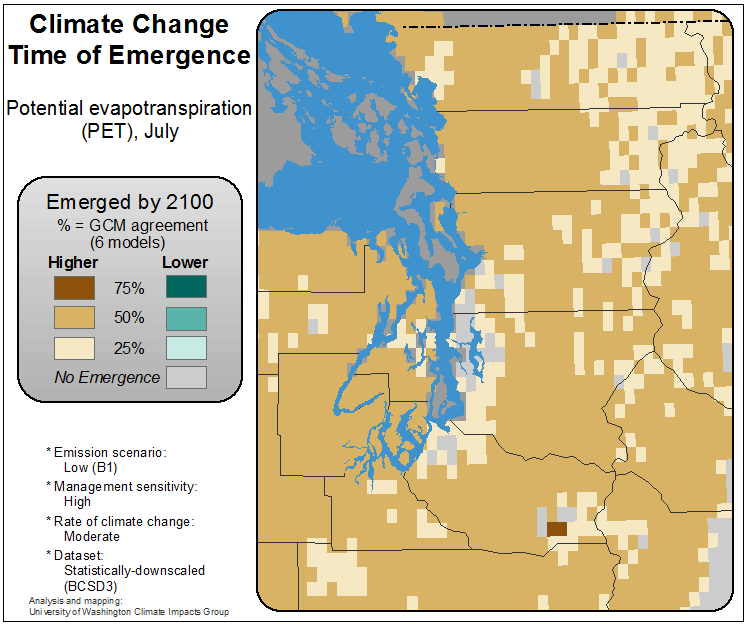 Climate Change
Time of Emergence
Potential evapotranspiration
(PET), July
Emerged by 2100
% = GCM agreement
(6 models)
Higher Lower
75%
50%
25%
No Emergence
* Emission scenario:
Low (B1)
* Management sensitivity:
High
* Rate of climate change:
Moderate
* Dataset:
Statistically-downscaled
(BCSD3)
Analysis and mapping:
University of Washington Climate Impacts Group